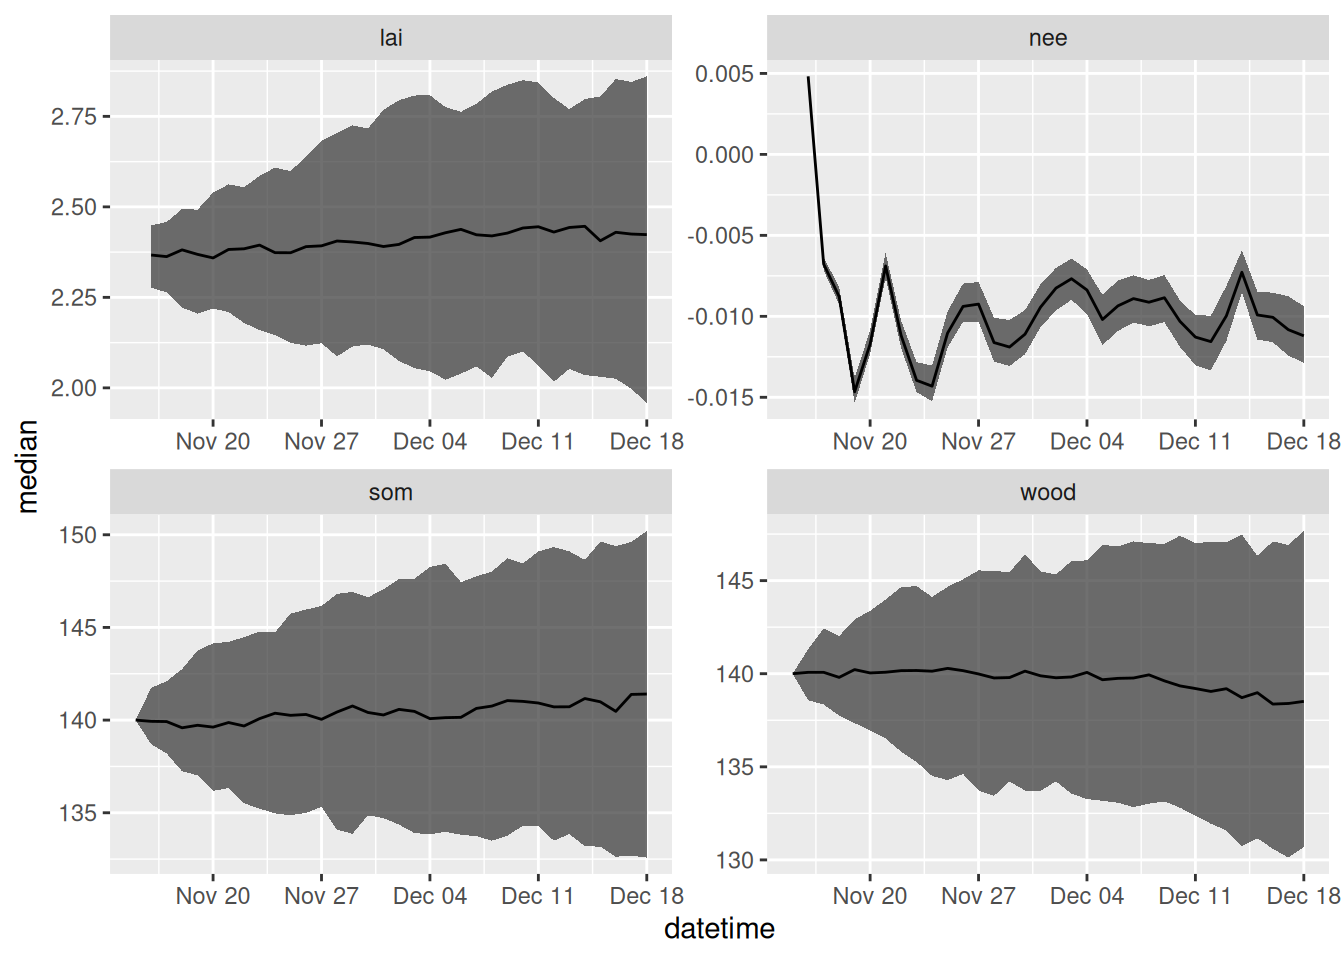 lai
nee
2.75
2.50
2.25
2.00
0.005
0.000
-0.005
-0.010
-0.015
Nov 20 Nov 27 Dec 04 Dec 11 Dec 18
Nov 20 Nov 27 Dec 04 Dec 11 Dec 18
median
som
wood
150
145
140
135
145
140
135
130
Nov 20 Nov 27 Dec 04 Dec 11 Dec 18
Nov 20 Nov 27 Dec 04 Dec 11 Dec 18
datetime